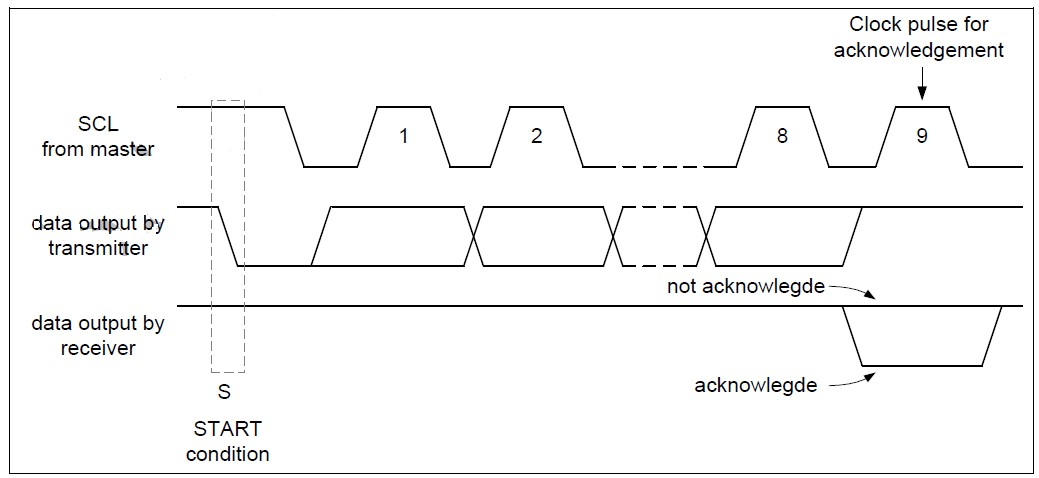 Clock pulse for
acknowledgement
SCL
from master
1
2
8
9
data output by
transmitter
not acknowlegde
data output by
receiver
acknowlegde
S
START
condition